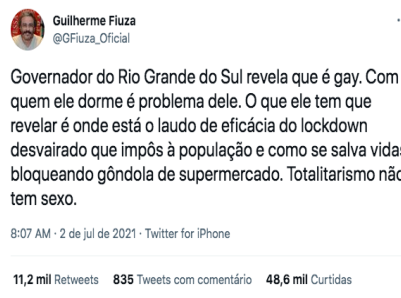 Guilherme Fiuza
@GFiuza_Oficial
Governador do Rio Grande do Sul revela que é gay. Com
quem ele dorme é problema dele. O que ele tem que
revelar é onde está o laudo de eficácia do lockdown
desvairado que impôs à população e como se salva vida
bloqueando gôndola de supermercado. Totalitarismo nã
tem sexo.
8:07 AM · 2 de jul de 2021 · Twitter for iPhone
11,2 mil Retweets 835 Tweets com comentário 48,6 mil Curtidas